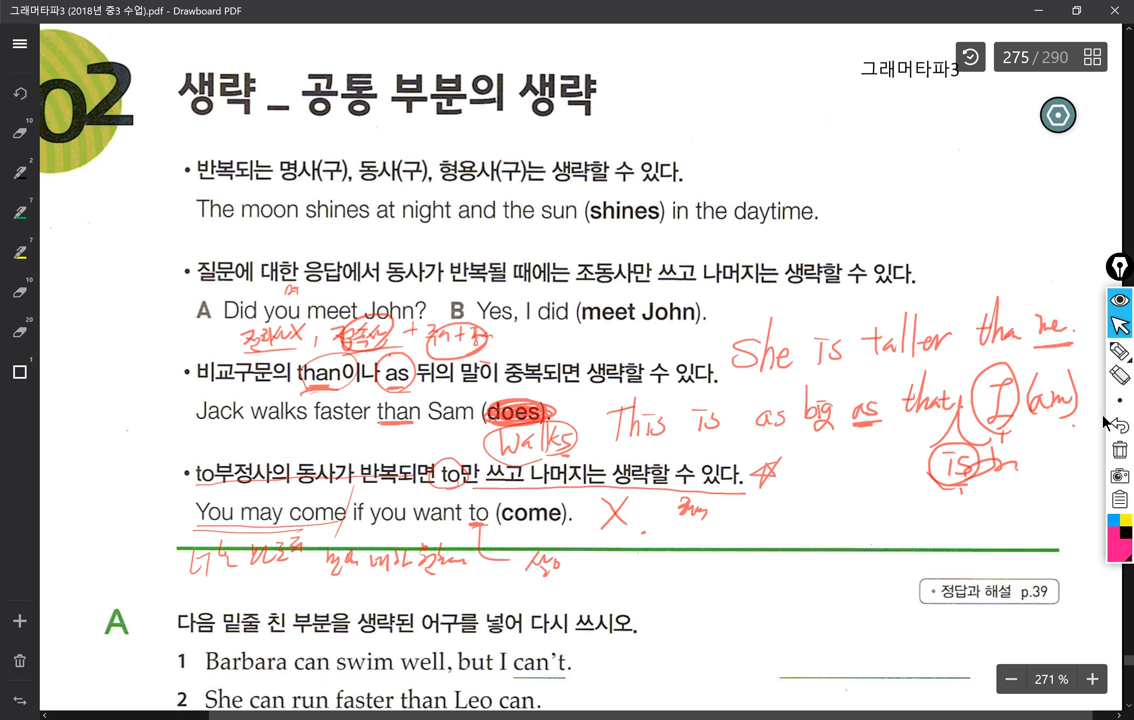 그래머타파3 (2018년 중3 수업).pdf - Drawboard PDF
그래머타파3
275 / 290
02 생략 _ 공통 부분의 생략
• 반복되는 명사(구), 동사(구), 형용사(구)는 생략할 수 있다.
The moon shines at night and the sun (shines) in the daytime.
• 질문에 대한 응답에서 동사가 반복될 때에는 조동사만 쓰고 나머지는 생략할 수 있다.
A Did you meet John? B Yes, I did (meet John).
She is taller than me.
• 비교구문의 than이나 as 뒤의 말이 중복되면 생략할 수 있다.
Jack walks faster than Sam (does).
walks
This is as big as that.
I (am)
is
• to부정사의 동사가 반복되면 to만 쓰고 나머지는 생략할 수 있다.
You may come if you want to (come).
X
• 정답과 해설 p.39
A 다음 밑줄 친 부분을 생략된 어구를 넣어 다시 쓰시오.
1 Barbara can swim well, but I can't.
2 She can run faster than Leo can.
271 %
10
2
7
7
10
20
1